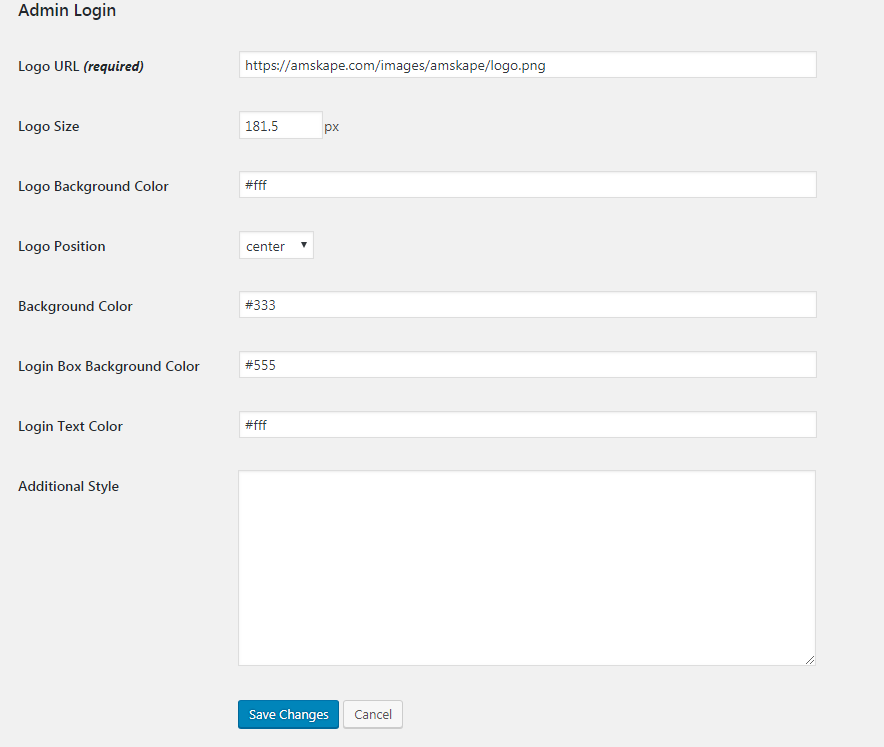 Admin Login
Logo URL (required)
https://amskape.com/images/amskape/logo.png
Logo Size
181.5 px
Logo Background Color
#fff
Logo Position
center
Background Color
#333
Login Box Background Color
#555
Login Text Color
#fff
Additional Style
Save Changes
Cancel